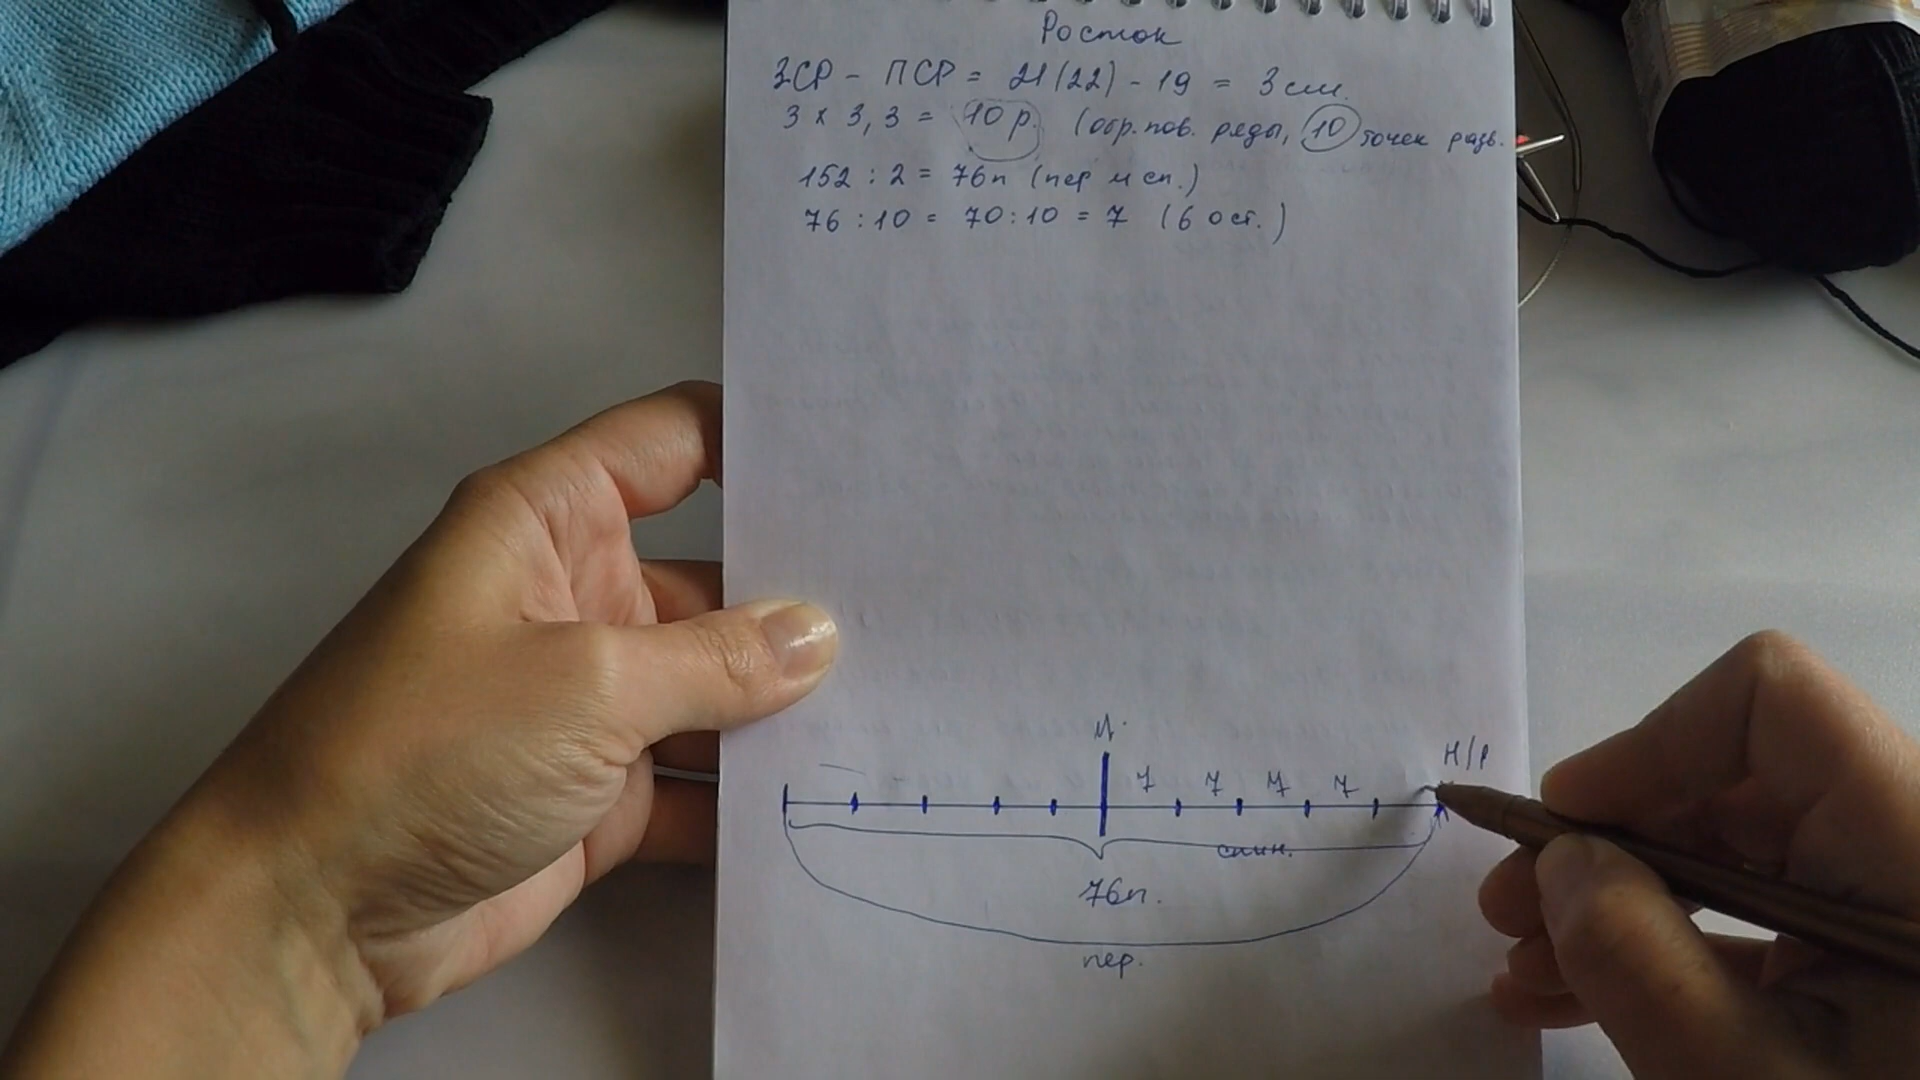 Росток
ЗСР - ПСР = 21(22) - 19 = 3 см.
3 х 3,3 = 10 р. (обр. пов. ряды, 10 точек разв.
152 : 2 = 76п (пер и сп.)
76 : 10 = 70 : 10 = 7 (6 ост.)
М.
Н/Р
7 7 7 7
спин.
76п.
пер.